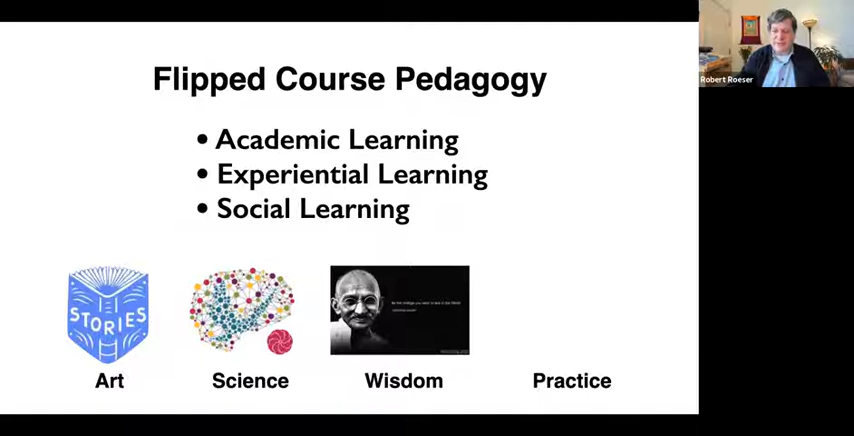 Flipped Course Pedagogy
• Academic Learning
• Experiential Learning
• Social Learning
STORIES
Art
Science
Wisdom
Practice
Robert Roeser